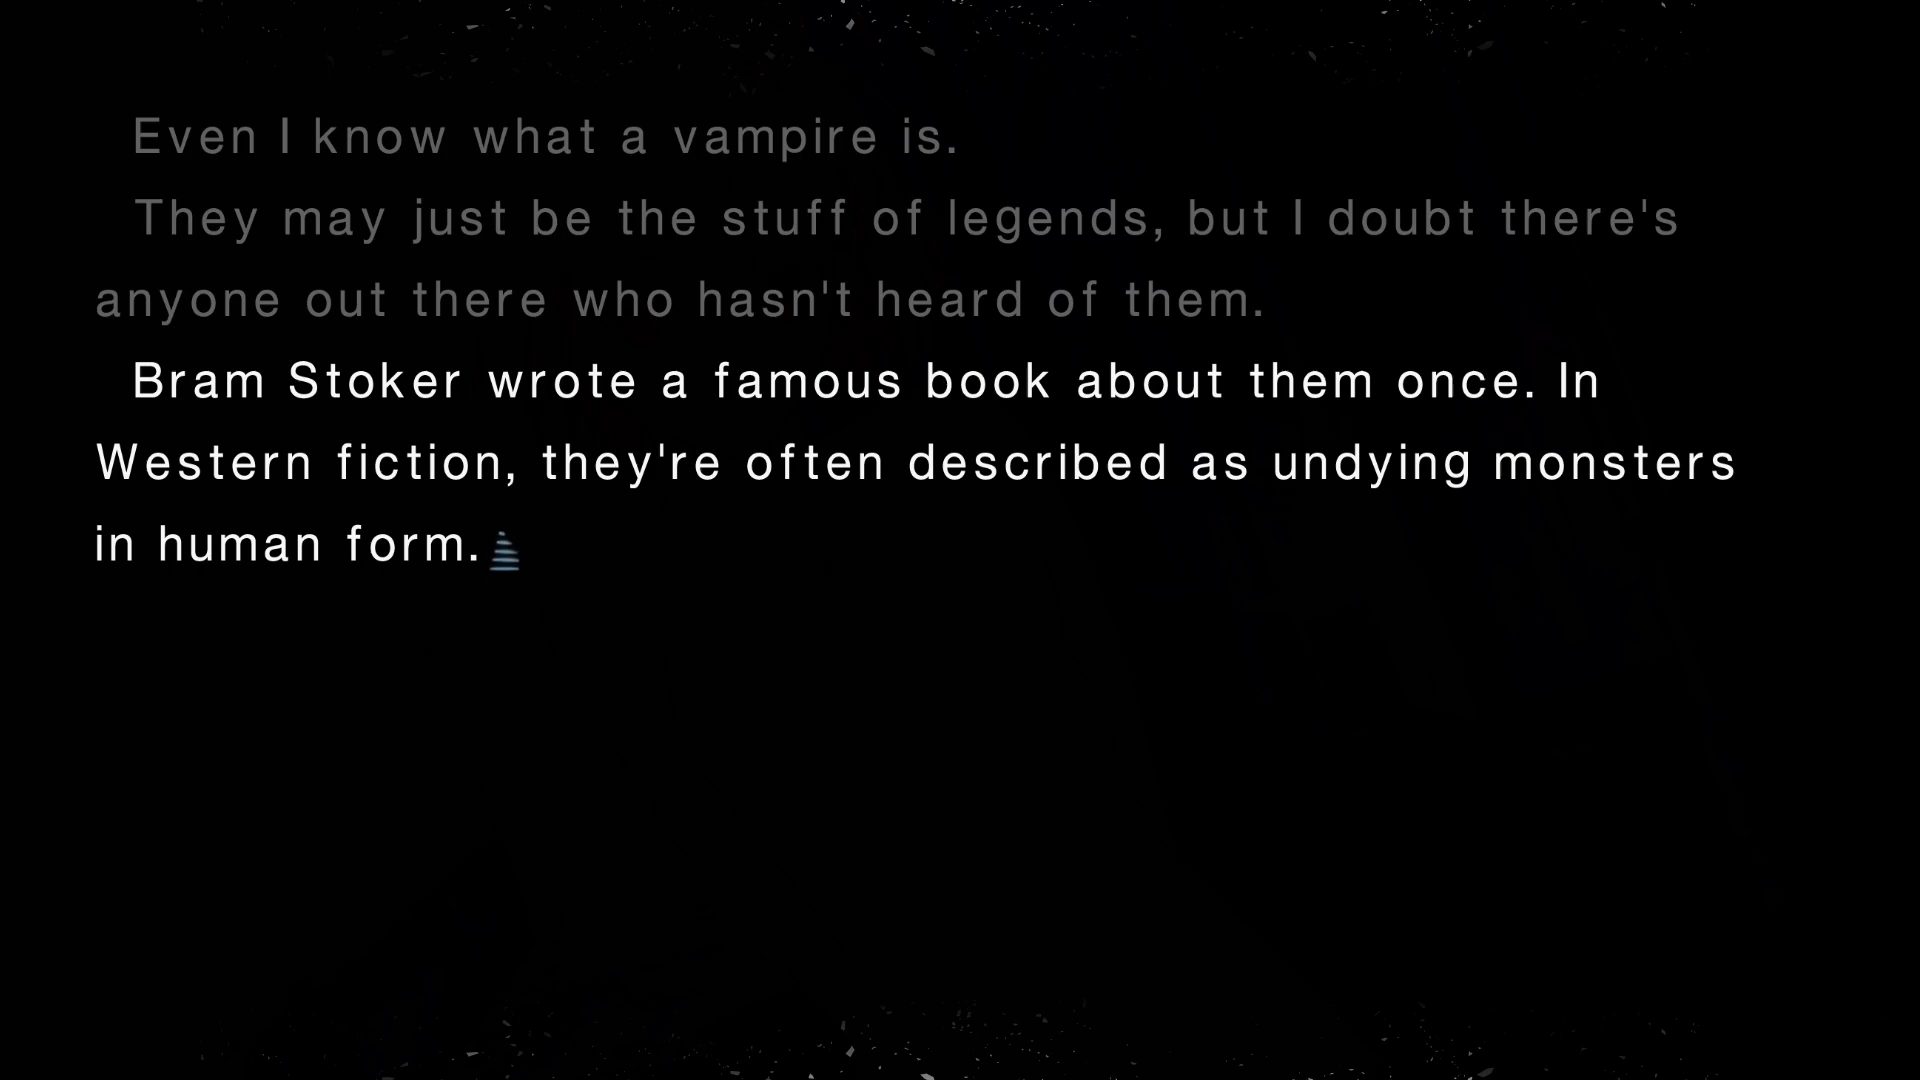 Even I know what a vampire is.
They may just be the stuff of legends, but I doubt there's
anyone out there who hasn't heard of them.
Bram Stoker wrote a famous book about them once. In
Western fiction, they're often described as undying monsters
in human form.